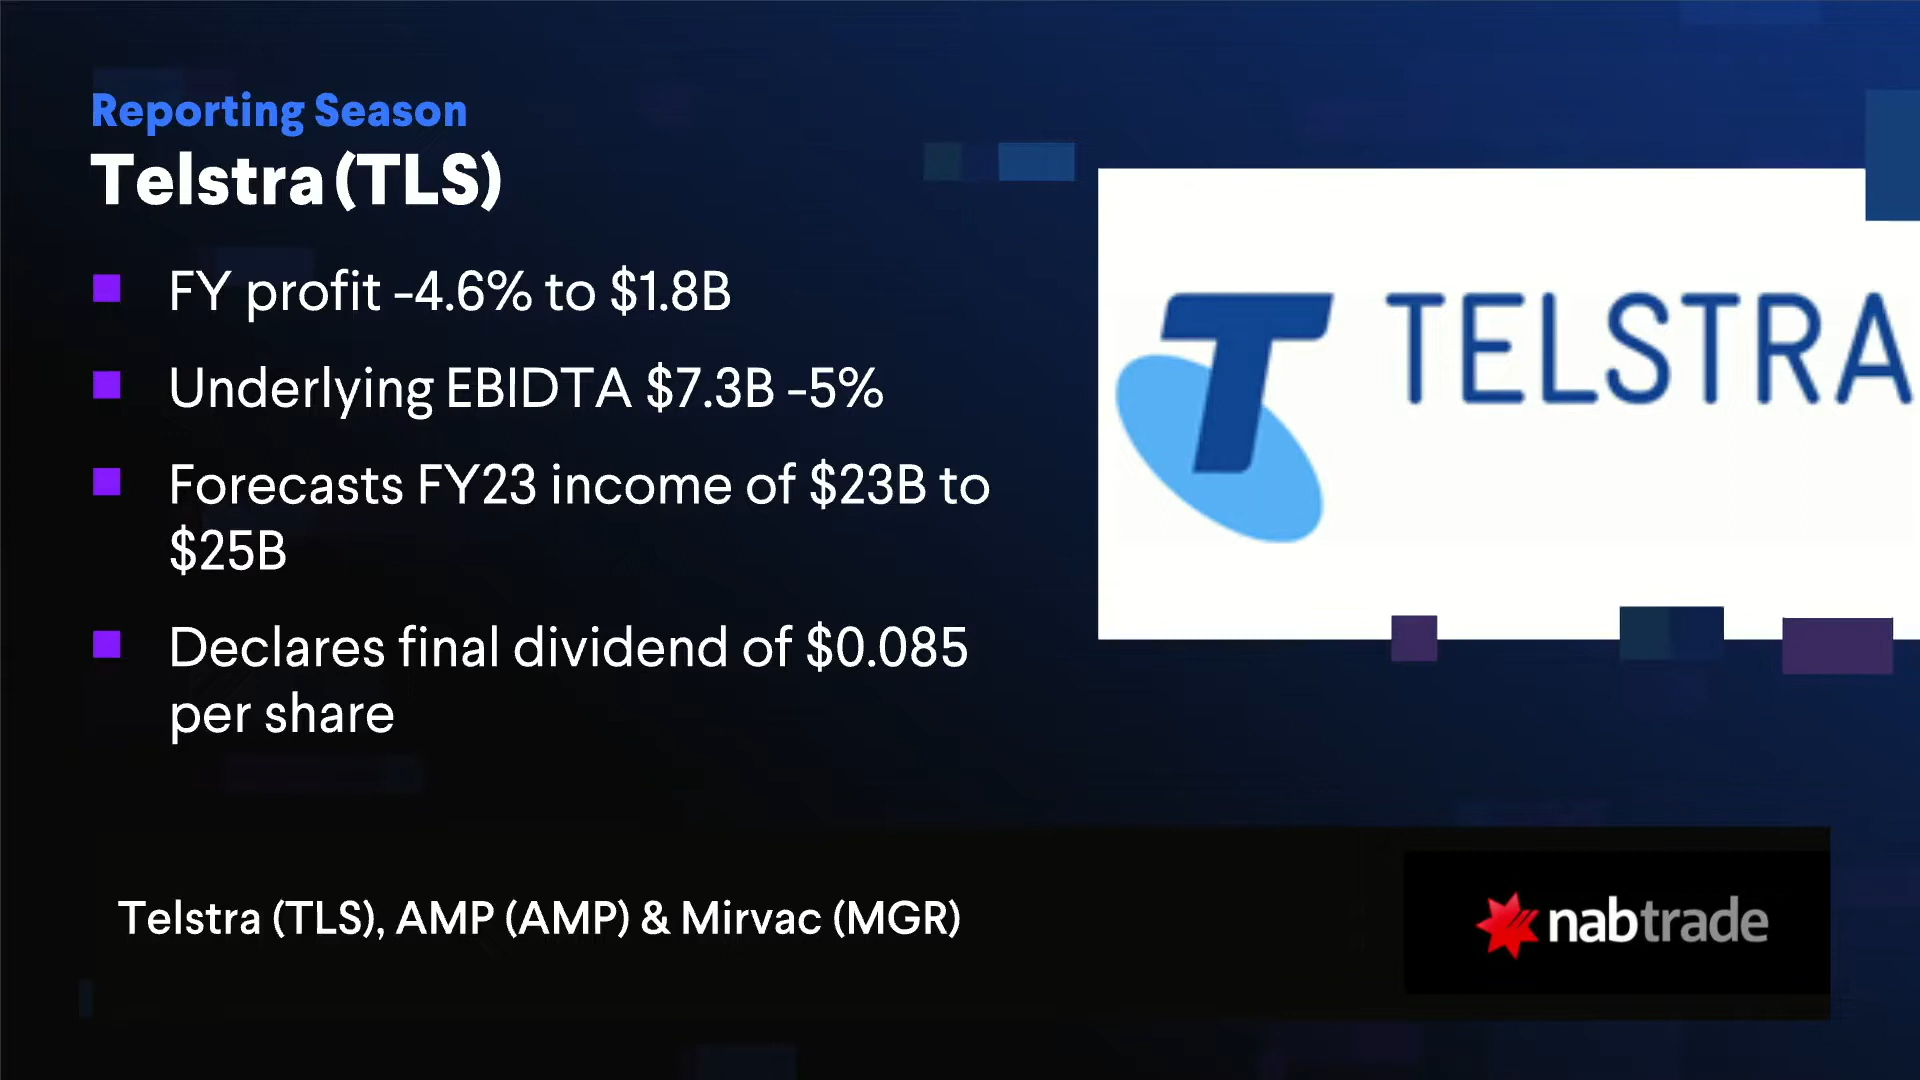 Reporting Season
Telstra (TLS)
FY profit -4.6% to $1.8B
Underlying EBIDTA $7.3B -5%
Forecasts FY23 income of $23B to
$25B
Declares final dividend of $0.085
per share
TELSTRA
Telstra (TLS), AMP (AMP) & Mirvac (MGR)
nabtrade